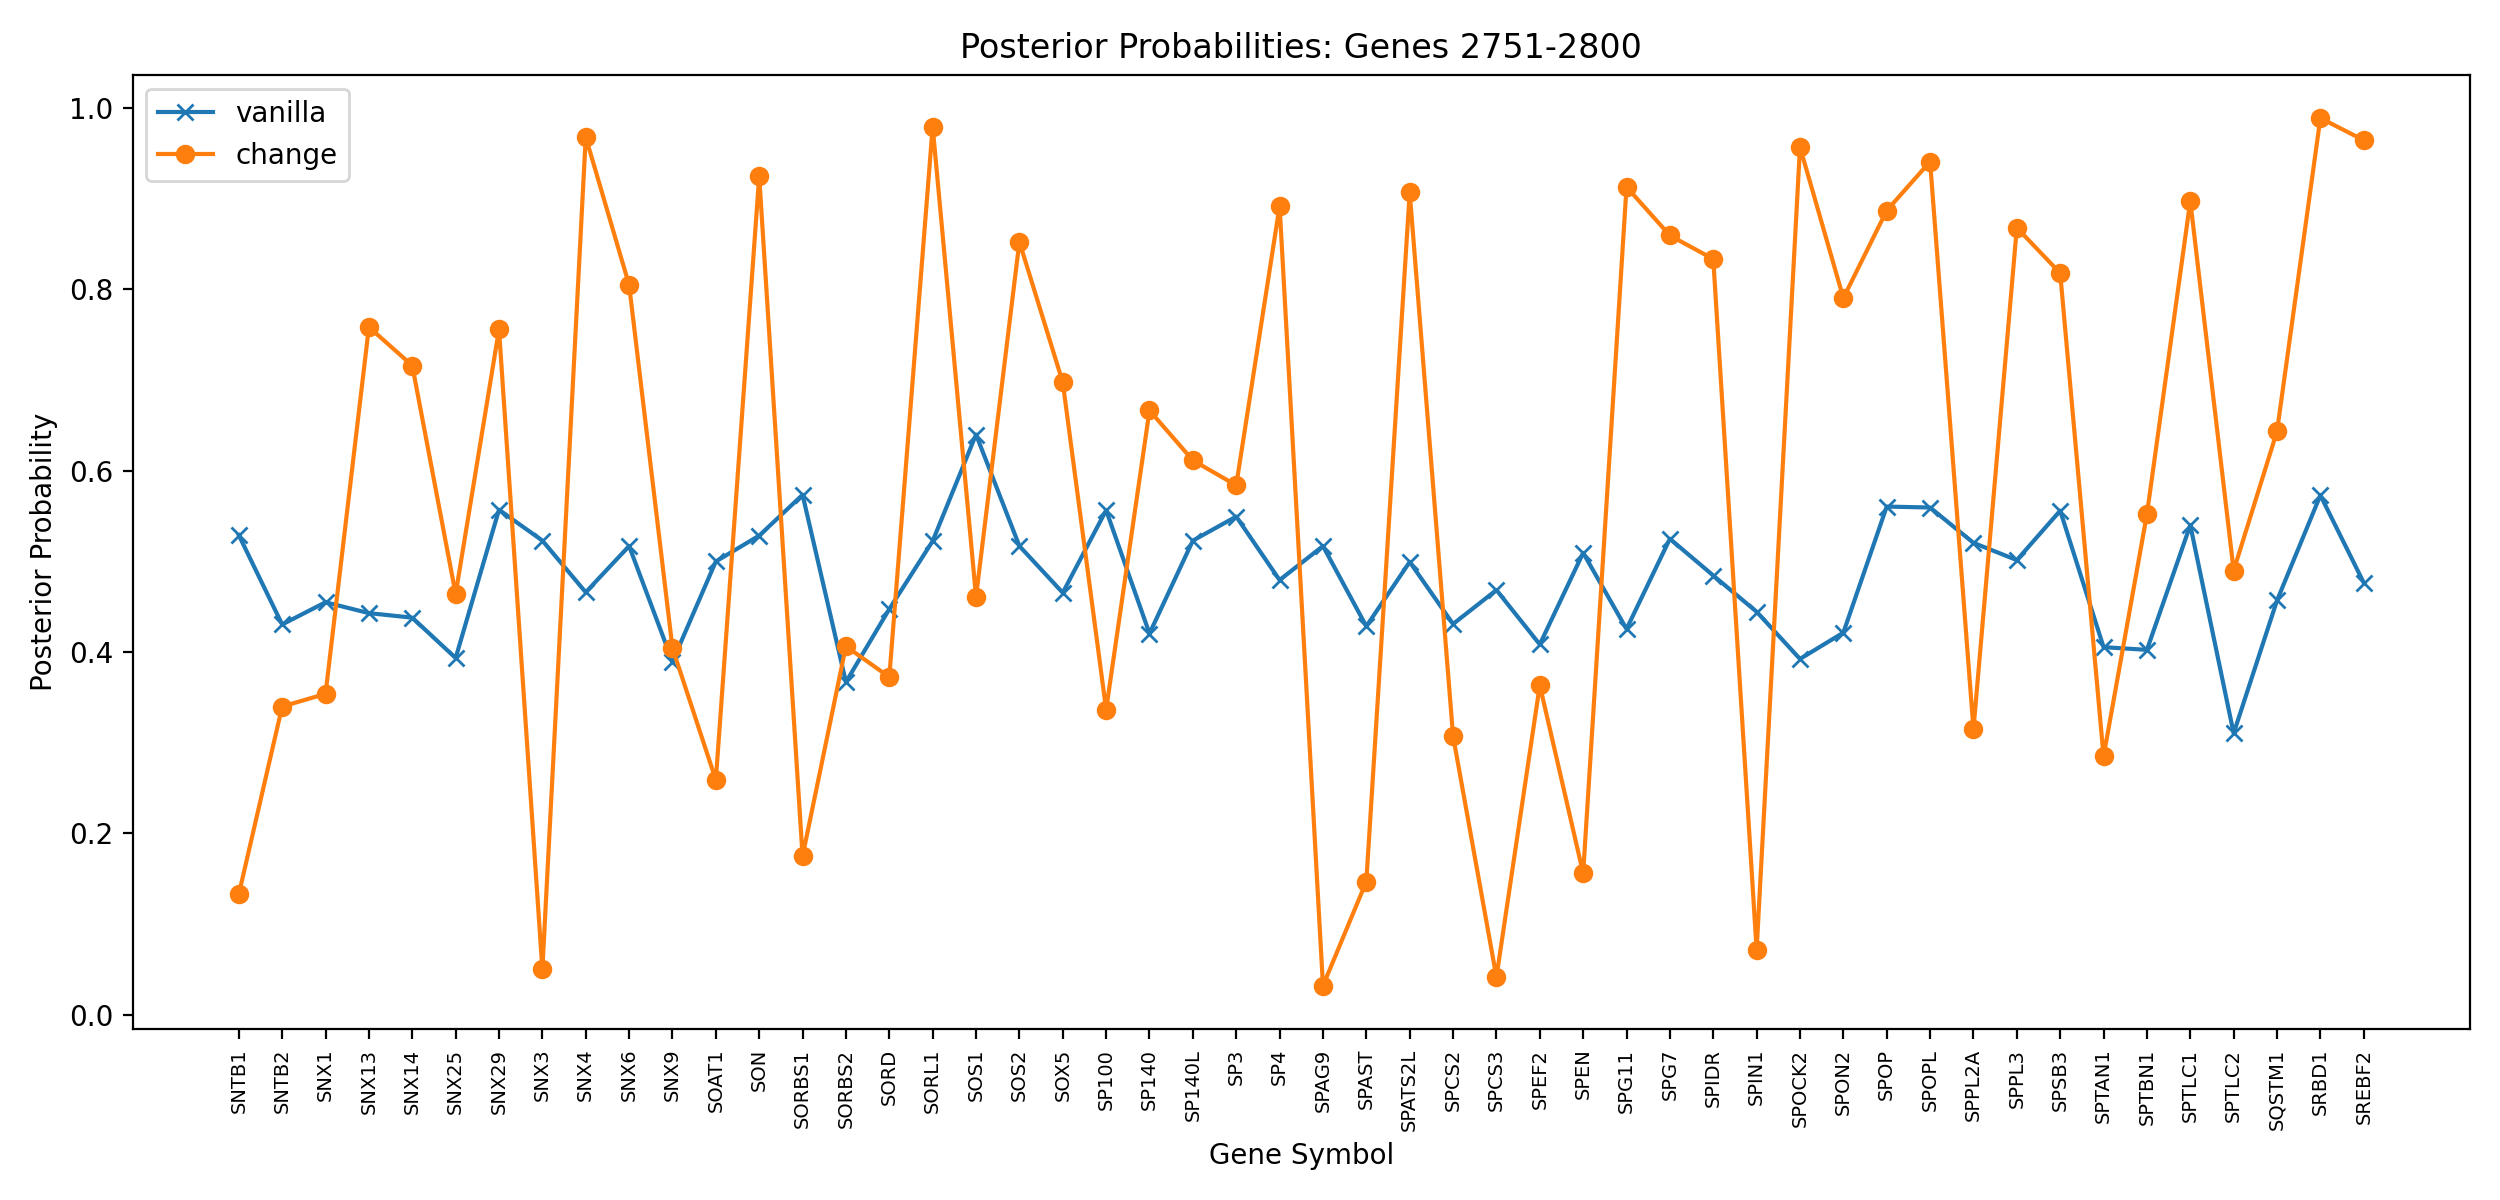 Posterior Probabilities: Genes 2751-2800
vanilla
change
Posterior Probability
1.0
0.8
0.6
0.4
0.2
0.0
SNTB1
SNTB2
SNX1
SNX13
SNX14
SNX25
SNX29
SNX3
SNX4
SNX6
SNX9
SOAT1
SON
SORBS1
SORBS2
SORD
SORL1
SOS1
SOS2
SOX5
SP100
SP140
SP140L
SP3
SP4
SPAG9
SPAST
SPATS2L
SPCS2
SPCS3
SPEF2
SPEN
SPG11
SPG7
SPIDR
SPIN1
SPOCK2
SPON2
SPOP
SPOPL
SPPL2A
SPPL3
SPSB3
SPTAN1
SPTBN1
SPTLC1
SPTLC2
SQSTM1
SRBD1
SREBF2
Gene Symbol